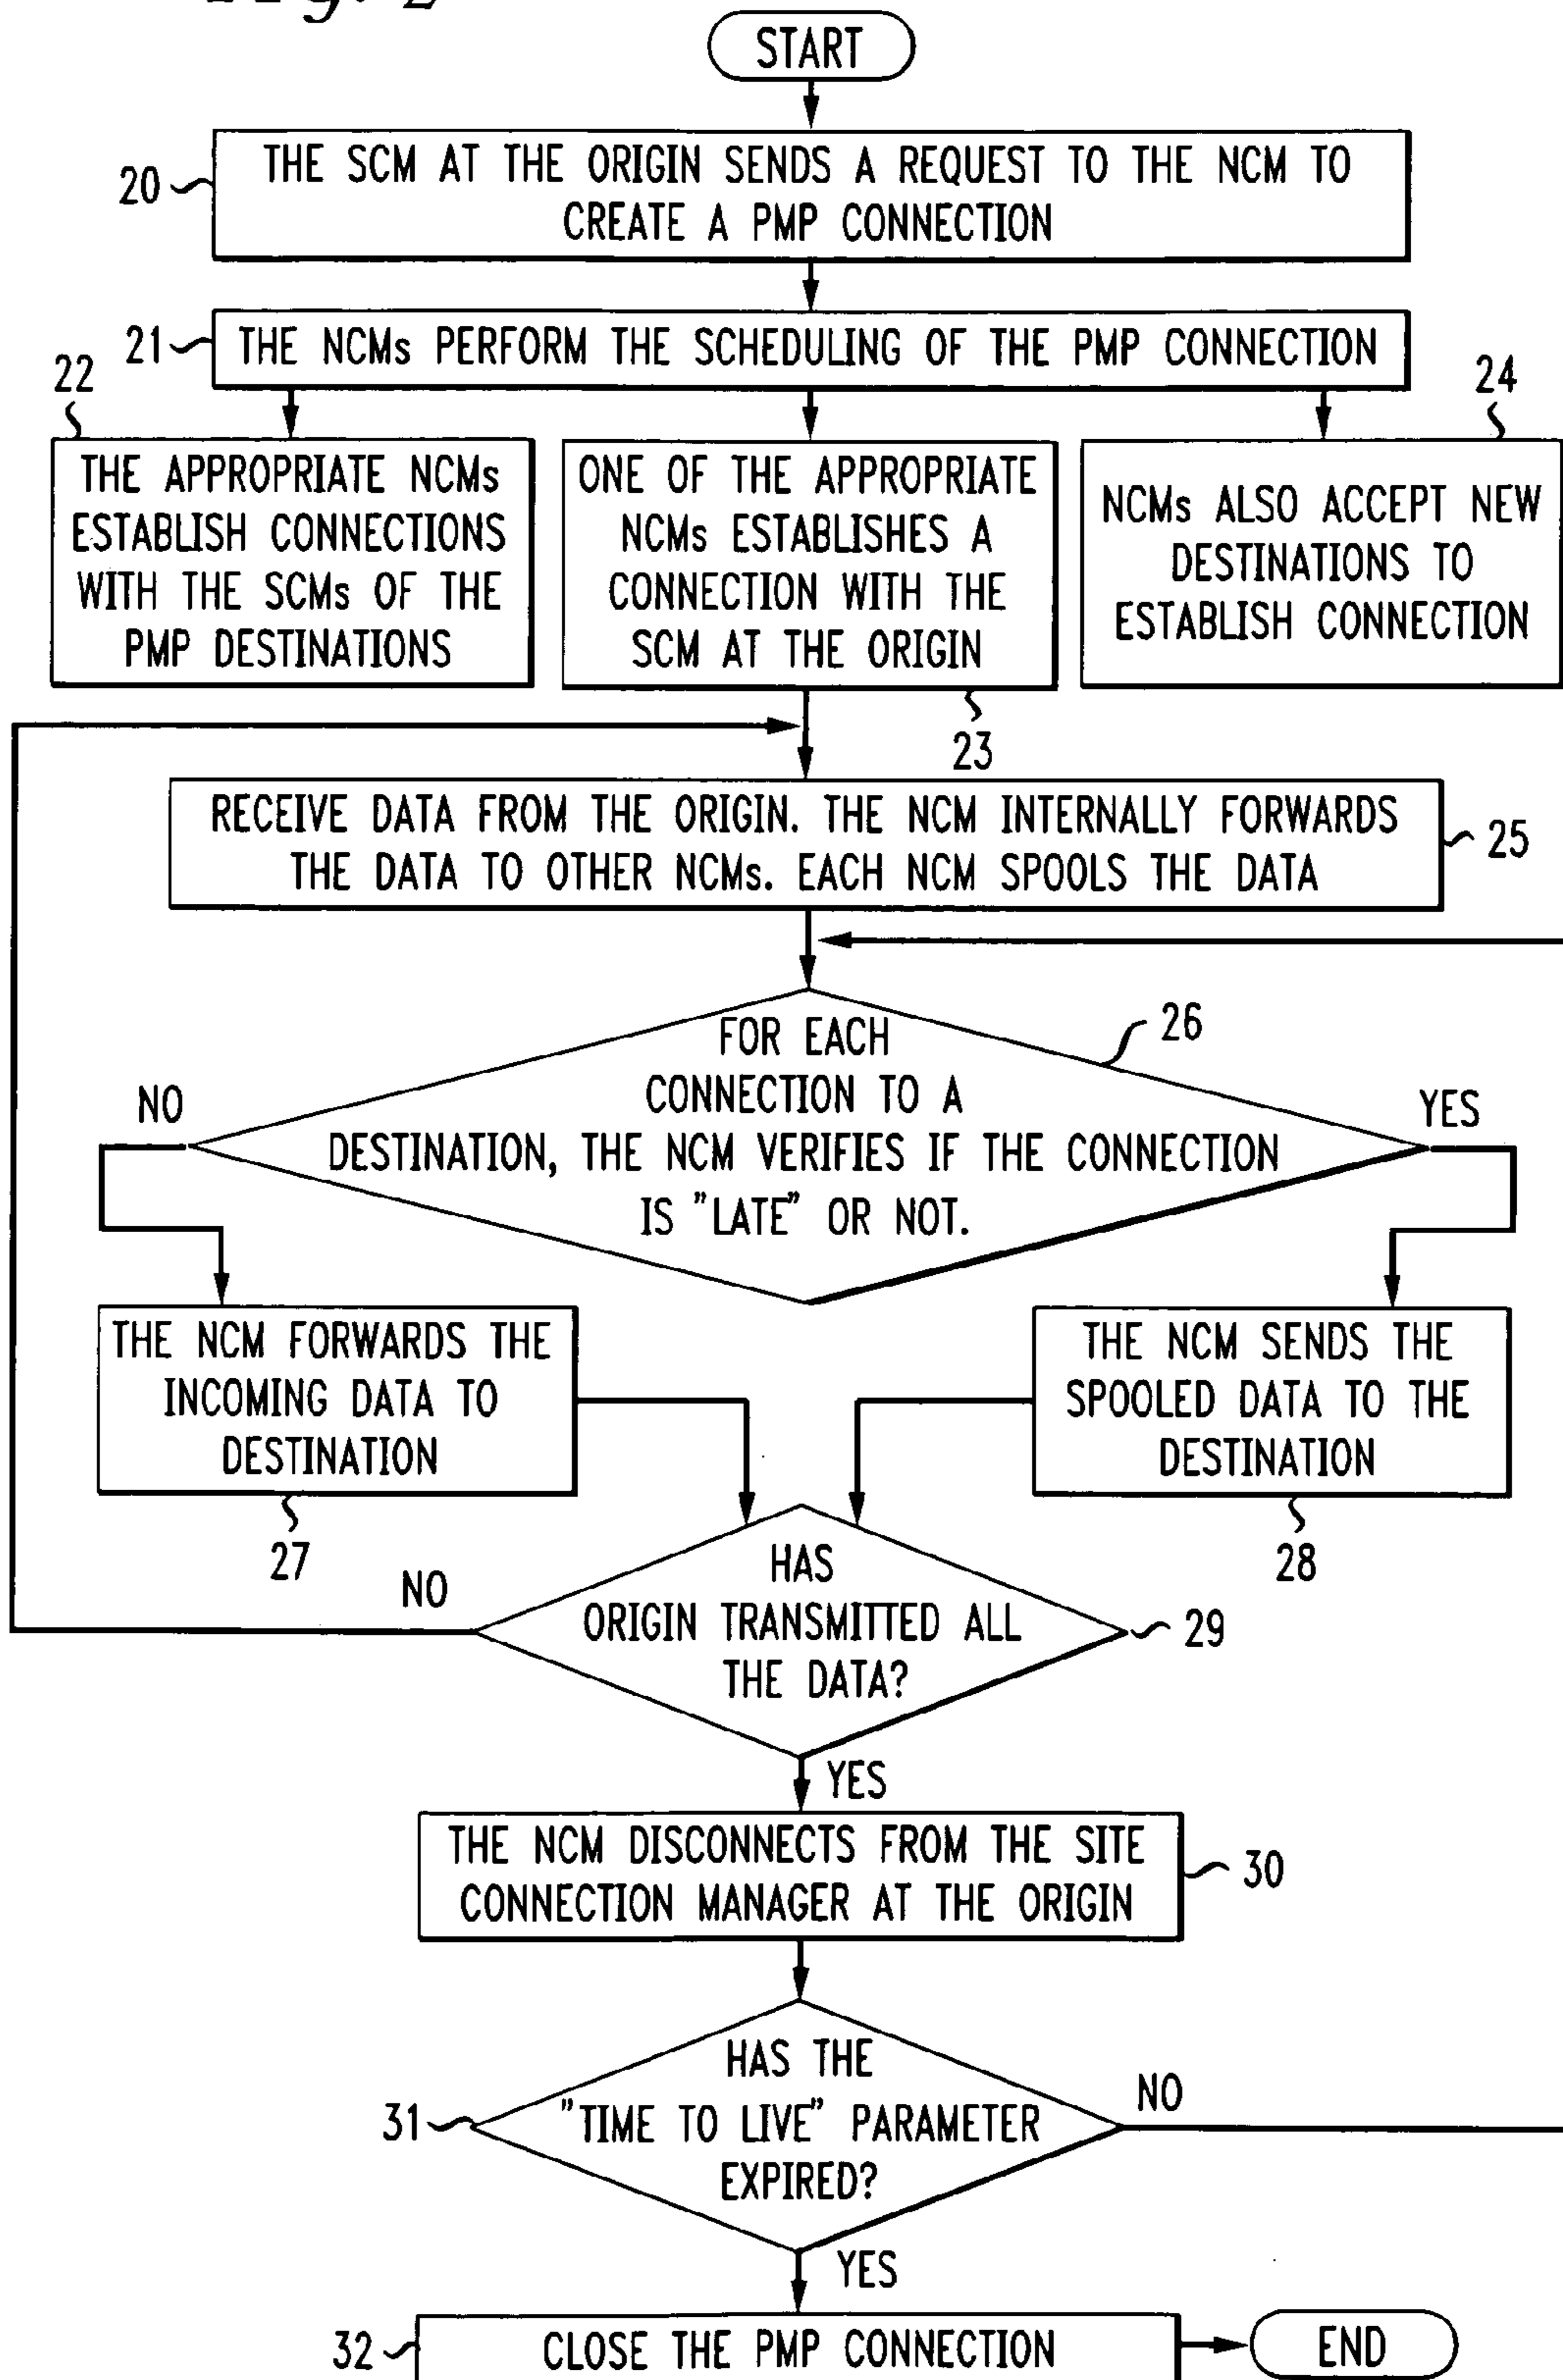 START
20
THE SCM AT THE ORIGIN SENDS A REQUEST TO THE NCM TO
CREATE A PMP CONNECTION
21
THE NCMs PERFORM THE SCHEDULING OF THE PMP CONNECTION
22
THE APPROPRIATE NCMs
ESTABLISH CONNECTIONS
WITH THE SCMs OF THE
PMP DESTINATIONS
ONE OF THE APPROPRIATE
NCMs ESTABLISHES A
CONNECTION WITH THE
SCM AT THE ORIGIN
23
24
NCMs ALSO ACCEPT NEW
DESTINATIONS TO
ESTABLISH CONNECTION
RECEIVE DATA FROM THE ORIGIN. THE NCM INTERNALLY FORWARDS
THE DATA TO OTHER NCMs. EACH NCM SPOOLS THE DATA
25
FOR EACH
CONNECTION TO A
DESTINATION, THE NCM VERIFIES IF THE CONNECTION
IS "LATE" OR NOT.
26
NO
YES
THE NCM FORWARDS THE
INCOMING DATA TO
DESTINATION
27
THE NCM SENDS THE
SPOOLED DATA TO THE
DESTINATION
28
HAS
ORIGIN TRANSMITTED ALL
THE DATA?
29
NO
YES
THE NCM DISCONNECTS FROM THE SITE
CONNECTION MANAGER AT THE ORIGIN
30
HAS THE
"TIME TO LIVE" PARAMETER
EXPIRED?
31
NO
YES
32
CLOSE THE PMP CONNECTION
END